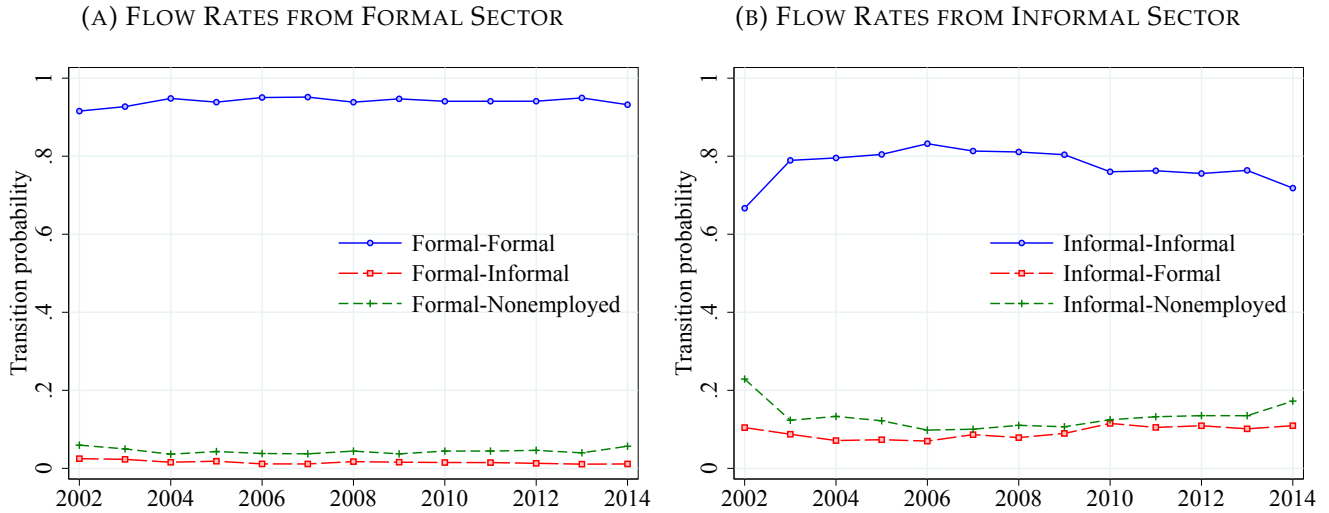 (A) FLOW RATES FROM FORMAL SECTOR
Transition probability
1
.8
.6
.4
.2
0
Formal-Formal
Formal-Informal
Formal-Nonemployed
2002 2004 2006 2008 2010 2012 2014
(B) FLOW RATES FROM INFORMAL SECTOR
Transition probability
1
.8
.6
.4
.2
0
Informal-Informal
Informal-Formal
Informal-Nonemployed
2002 2004 2006 2008 2010 2012 2014